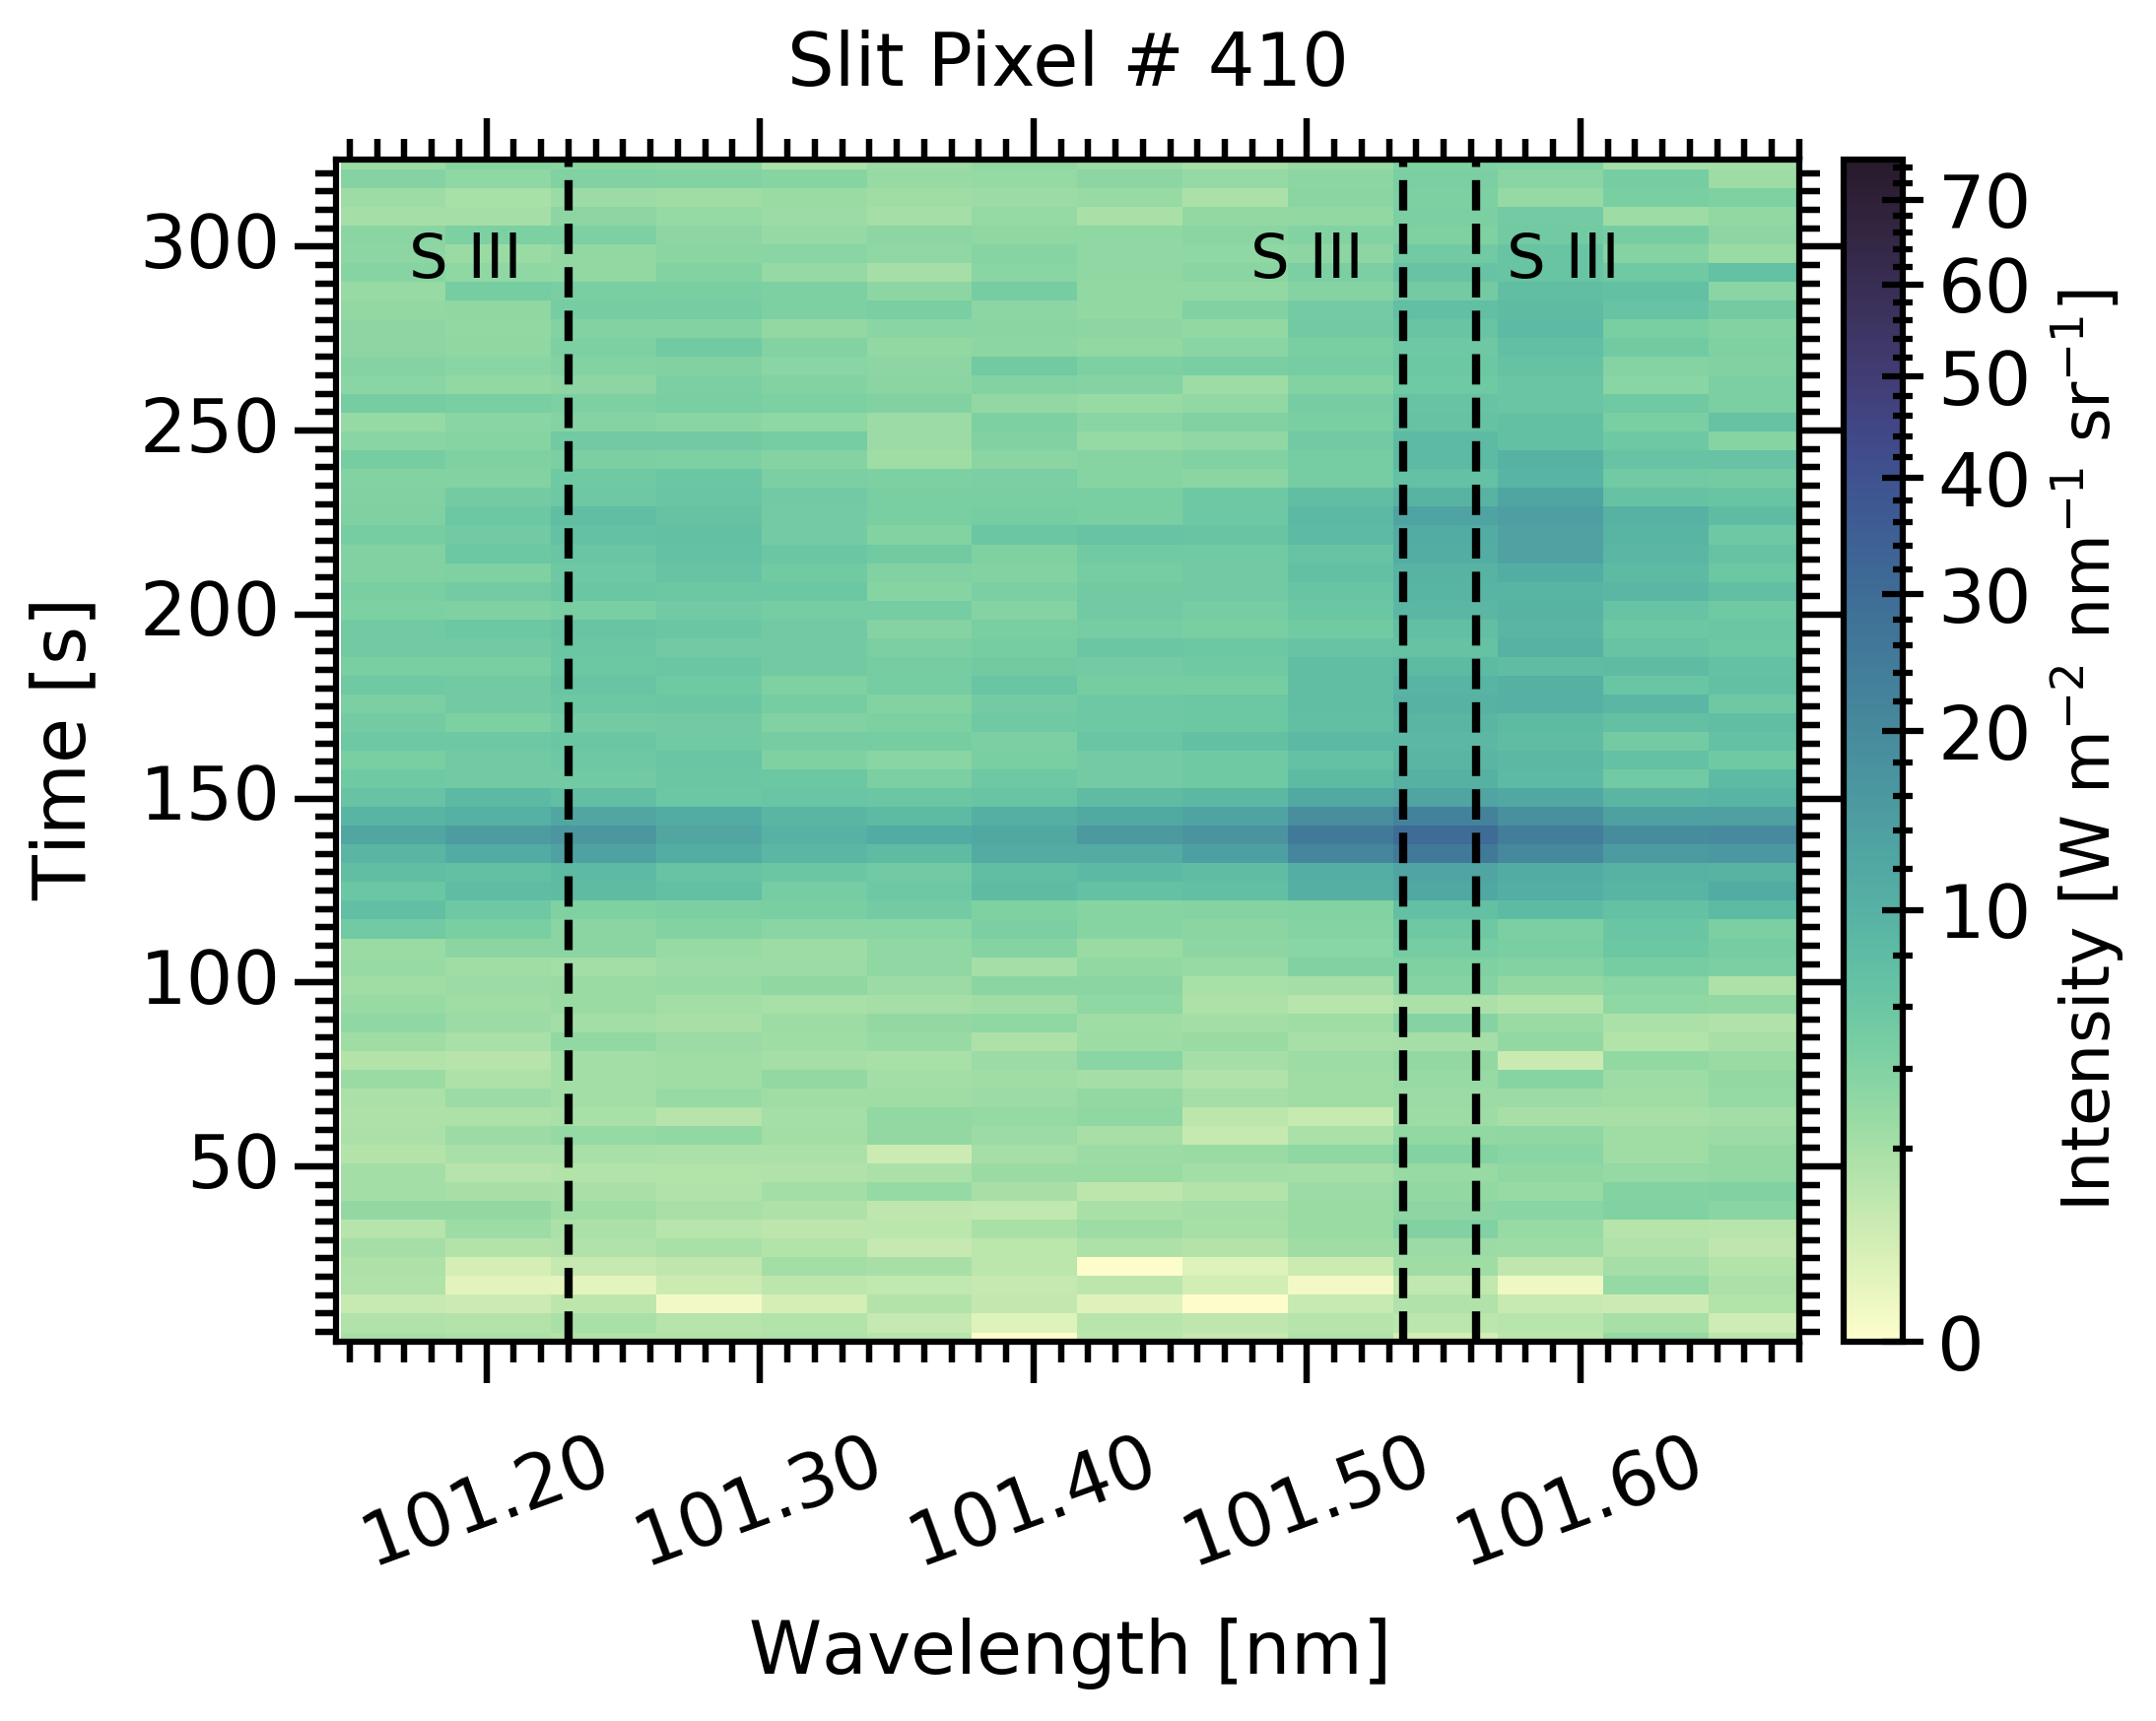 Slit Pixel # 410
S III
S III
S III
300
250
200
150
100
50
Time [s]
101.20
101.30
101.40
101.50
101.60
Wavelength [nm]
70
60
50
40
30
20
10
0
Intensity [W m⁻² nm⁻¹ sr⁻¹]